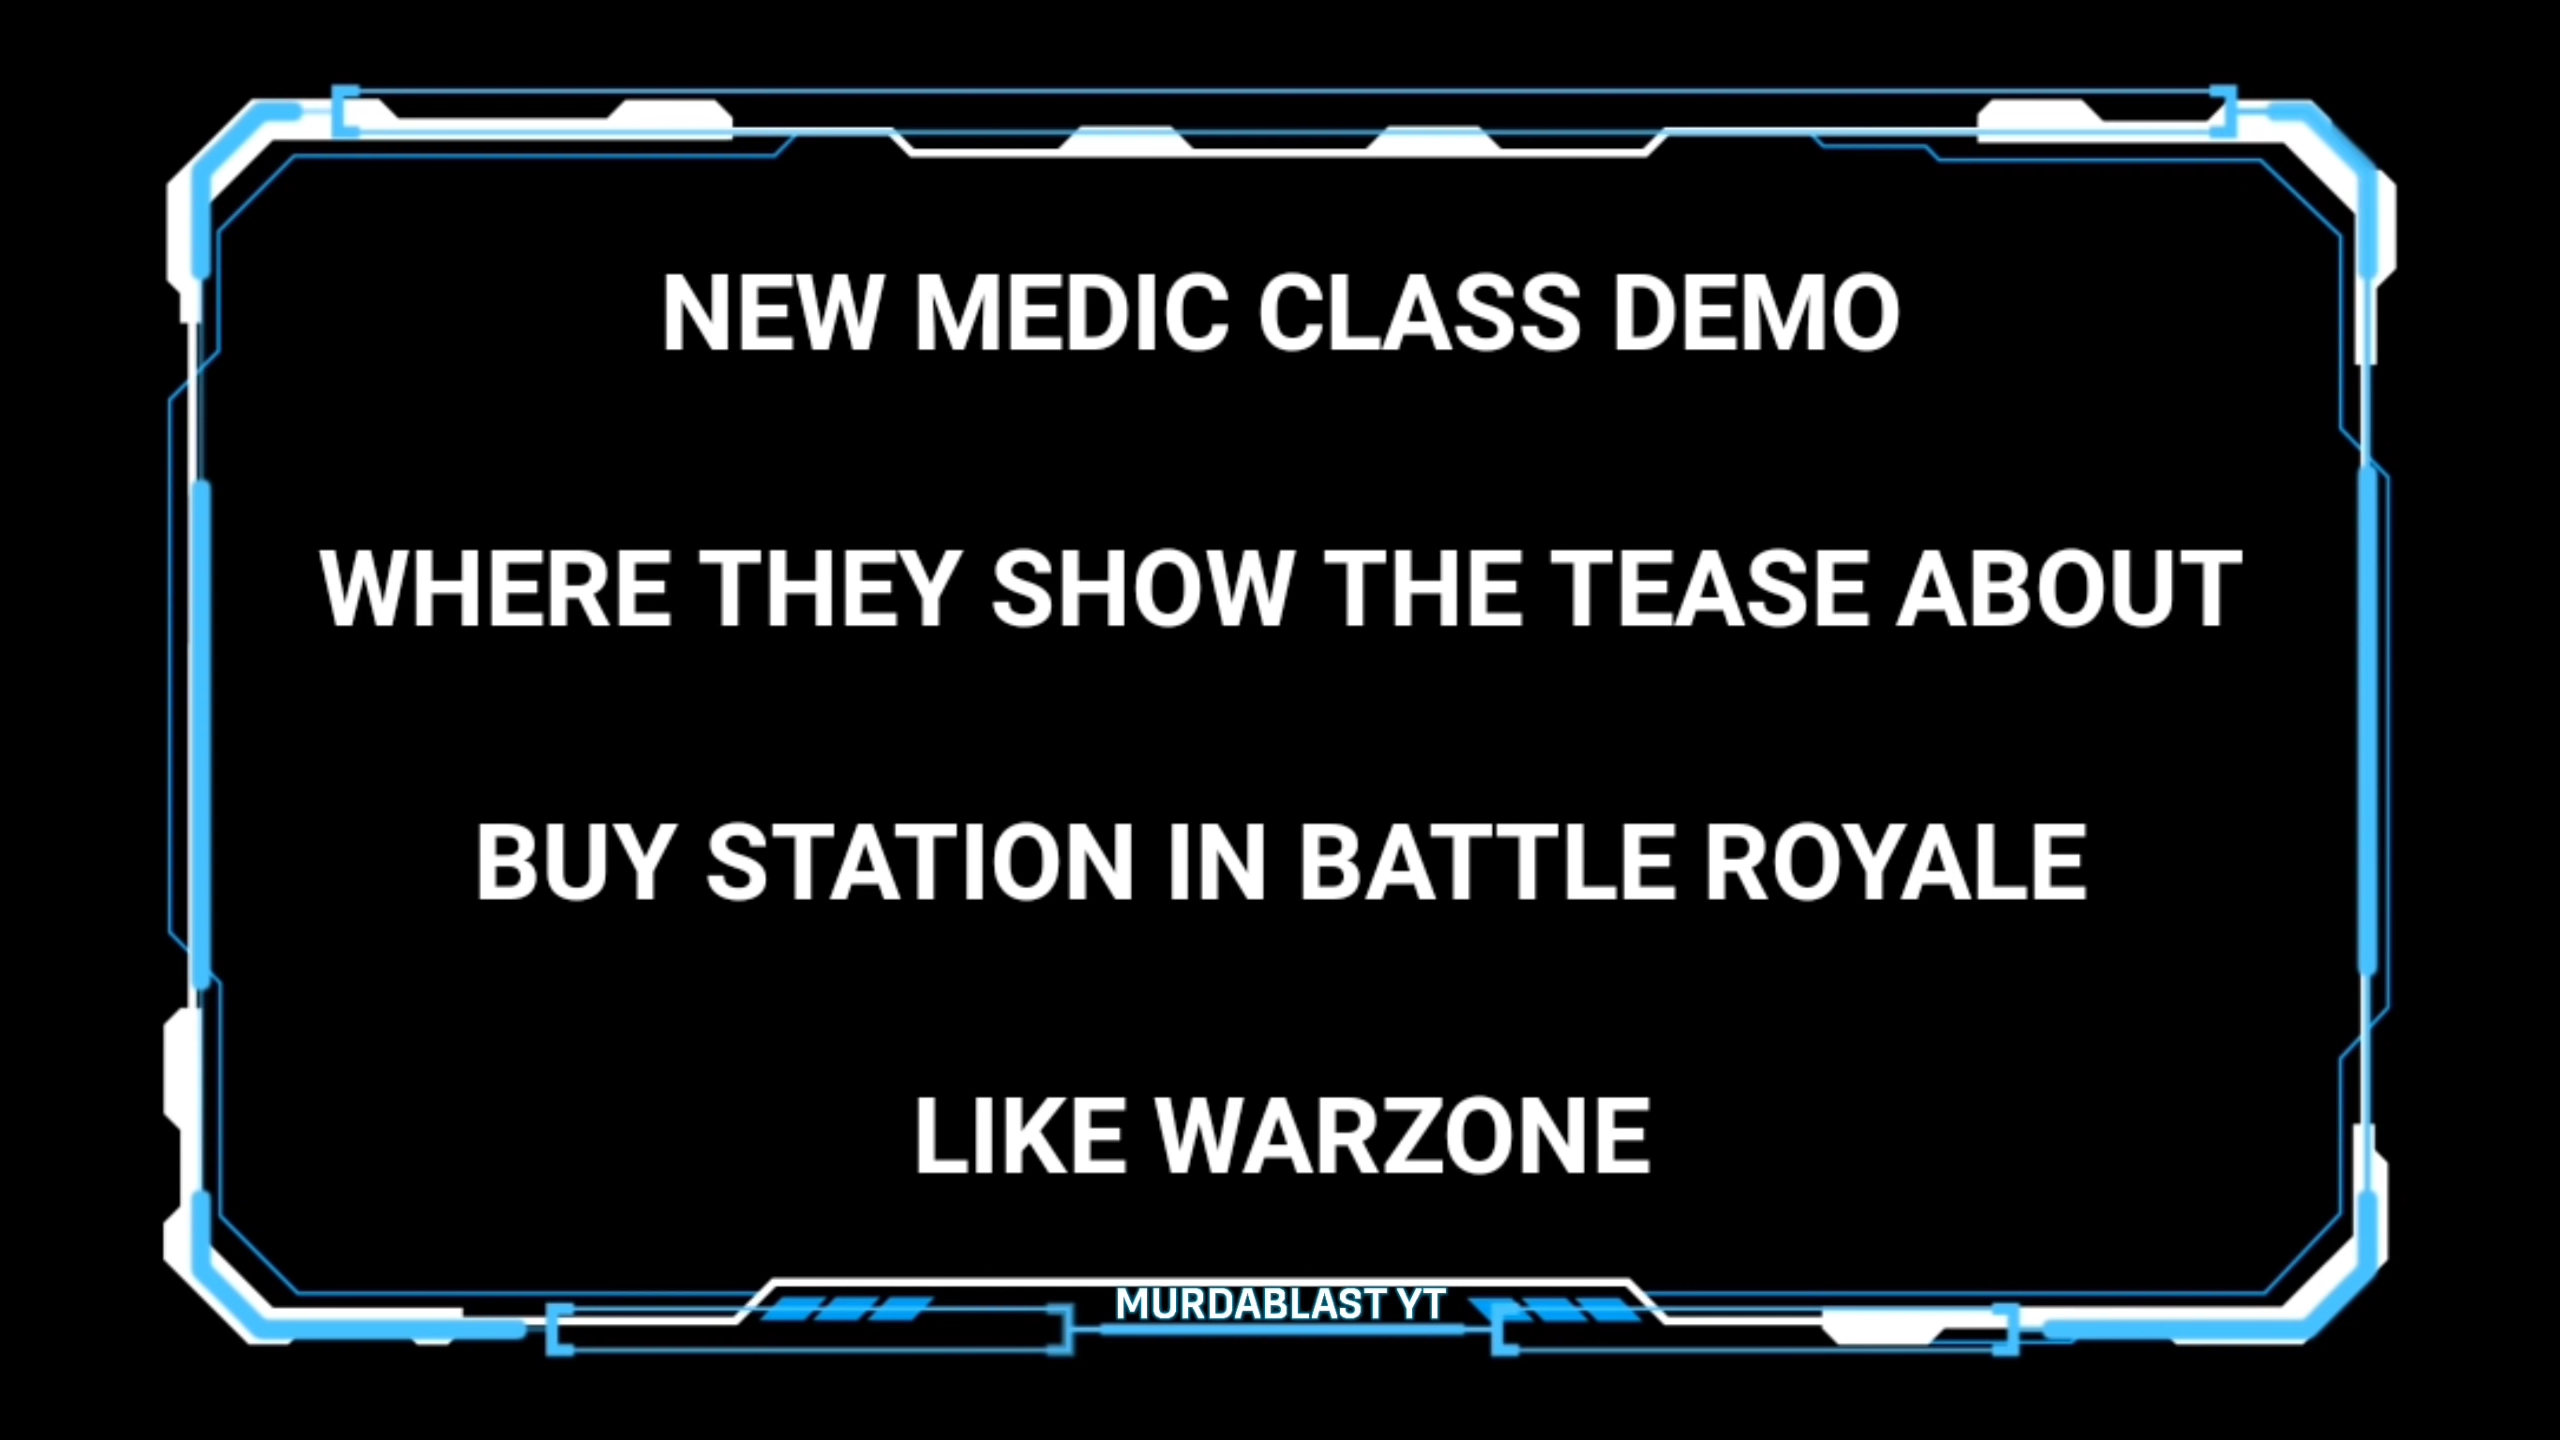 NEW MEDIC CLASS DEMO
WHERE THEY SHOW THE TEASE ABOUT
BUY STATION IN BATTLE ROYALE
LIKE WARZONE
MURDABLAST YT